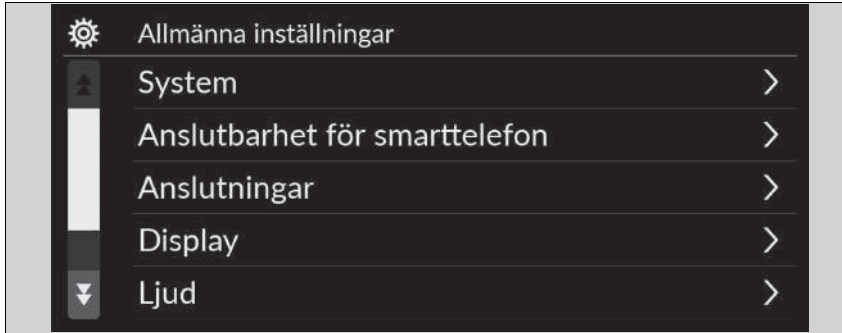 Allmänna inställningar
System
Anslutbarhet för smarttelefon
Anslutningar
Display
Ljud